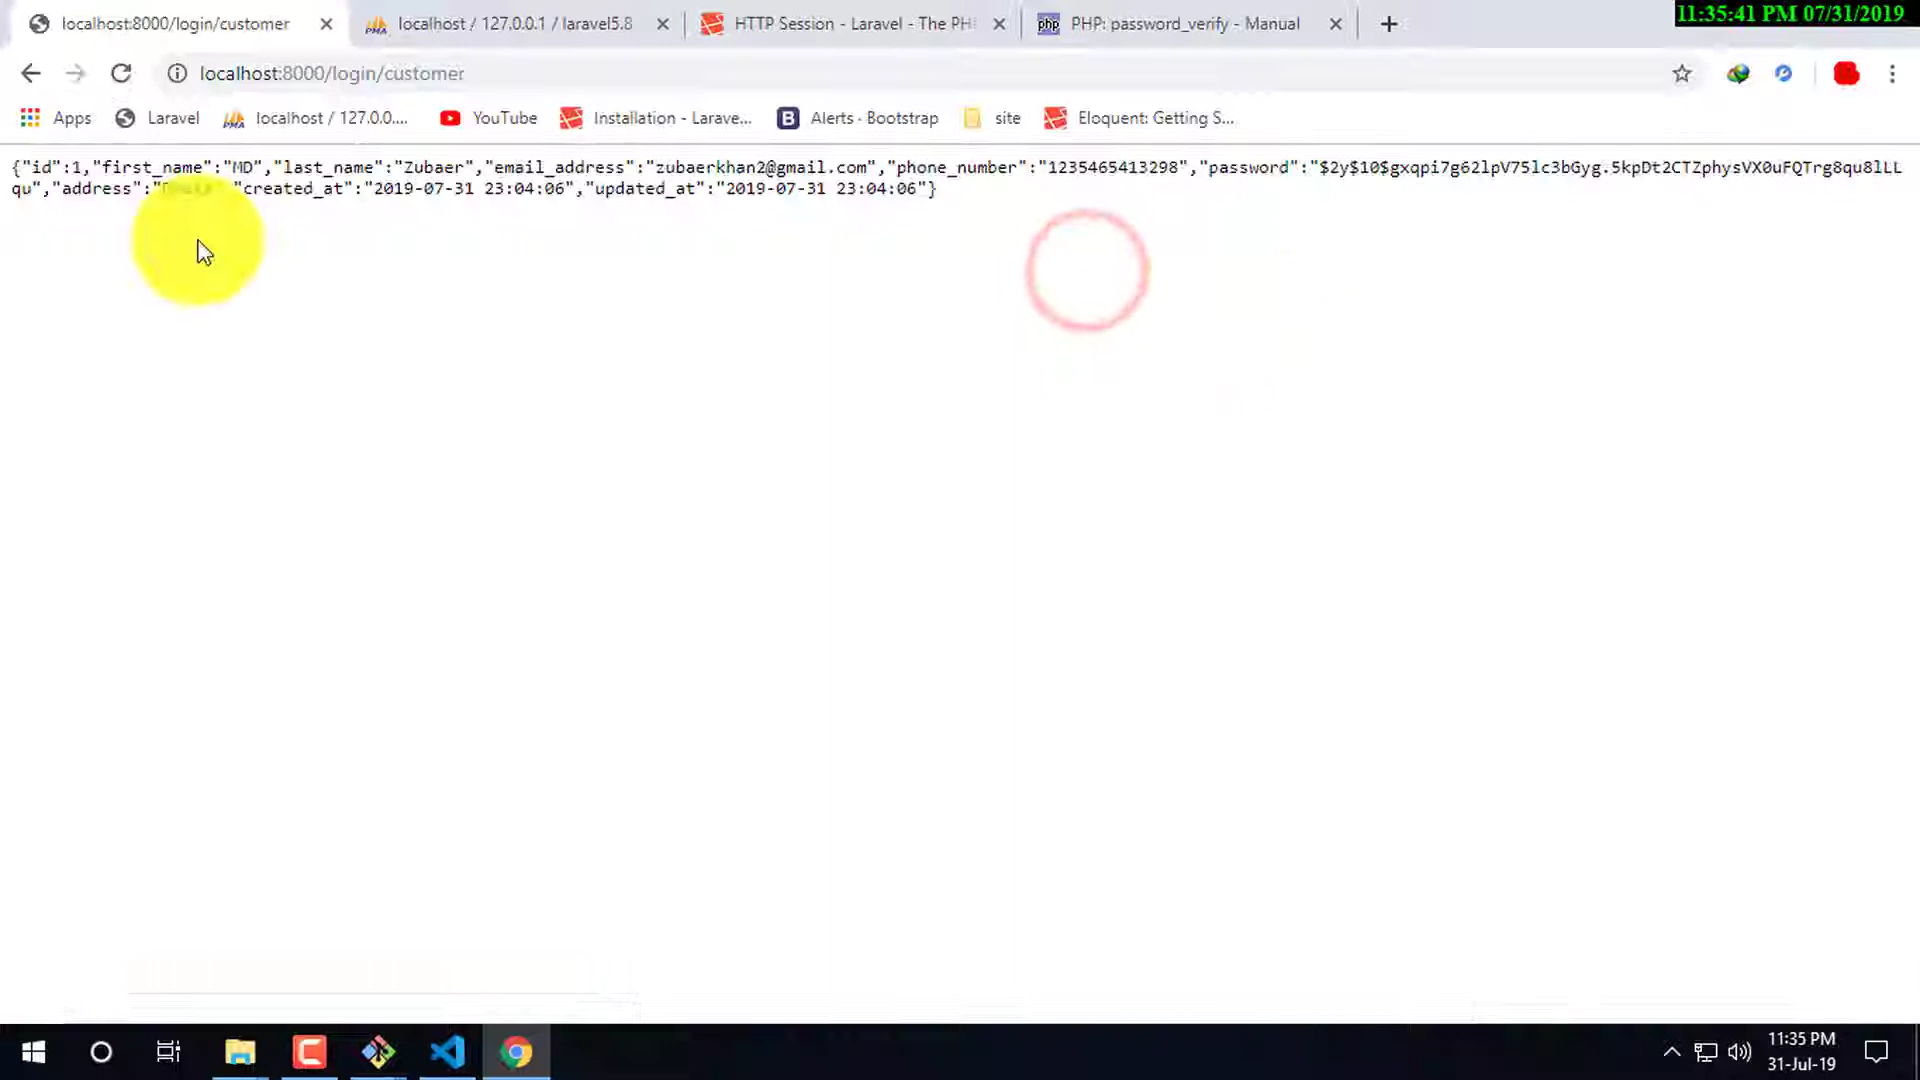 localhost:8000/login/customer
localhost / 127.0.0.1 / laravel5.8
HTTP Session - Laravel - The PH
php PHP: password_verify - Manual
11:35:41 PM 07/31/2019
localhost:8000/login/customer
Apps Laravel localhost / 127.0.0.... YouTube Installation - Larave... B Alerts · Bootstrap site Eloquent: Getting S...
{"id":1,"first_name":"MD","last_name":"Zubaer","email_address":"zubaerkhan2@gmail.com","phone_number":"1235465413298","password":"$2y$10$gxqpi7g62lpV75lc3bGyg.5kpDt2CTZphysVX0uFQTrg8qu8lLL
qu","address":" "created_at":"2019-07-31 23:04:06","updated_at":"2019-07-31 23:04:06"}
11:35 PM
31-Jul-19